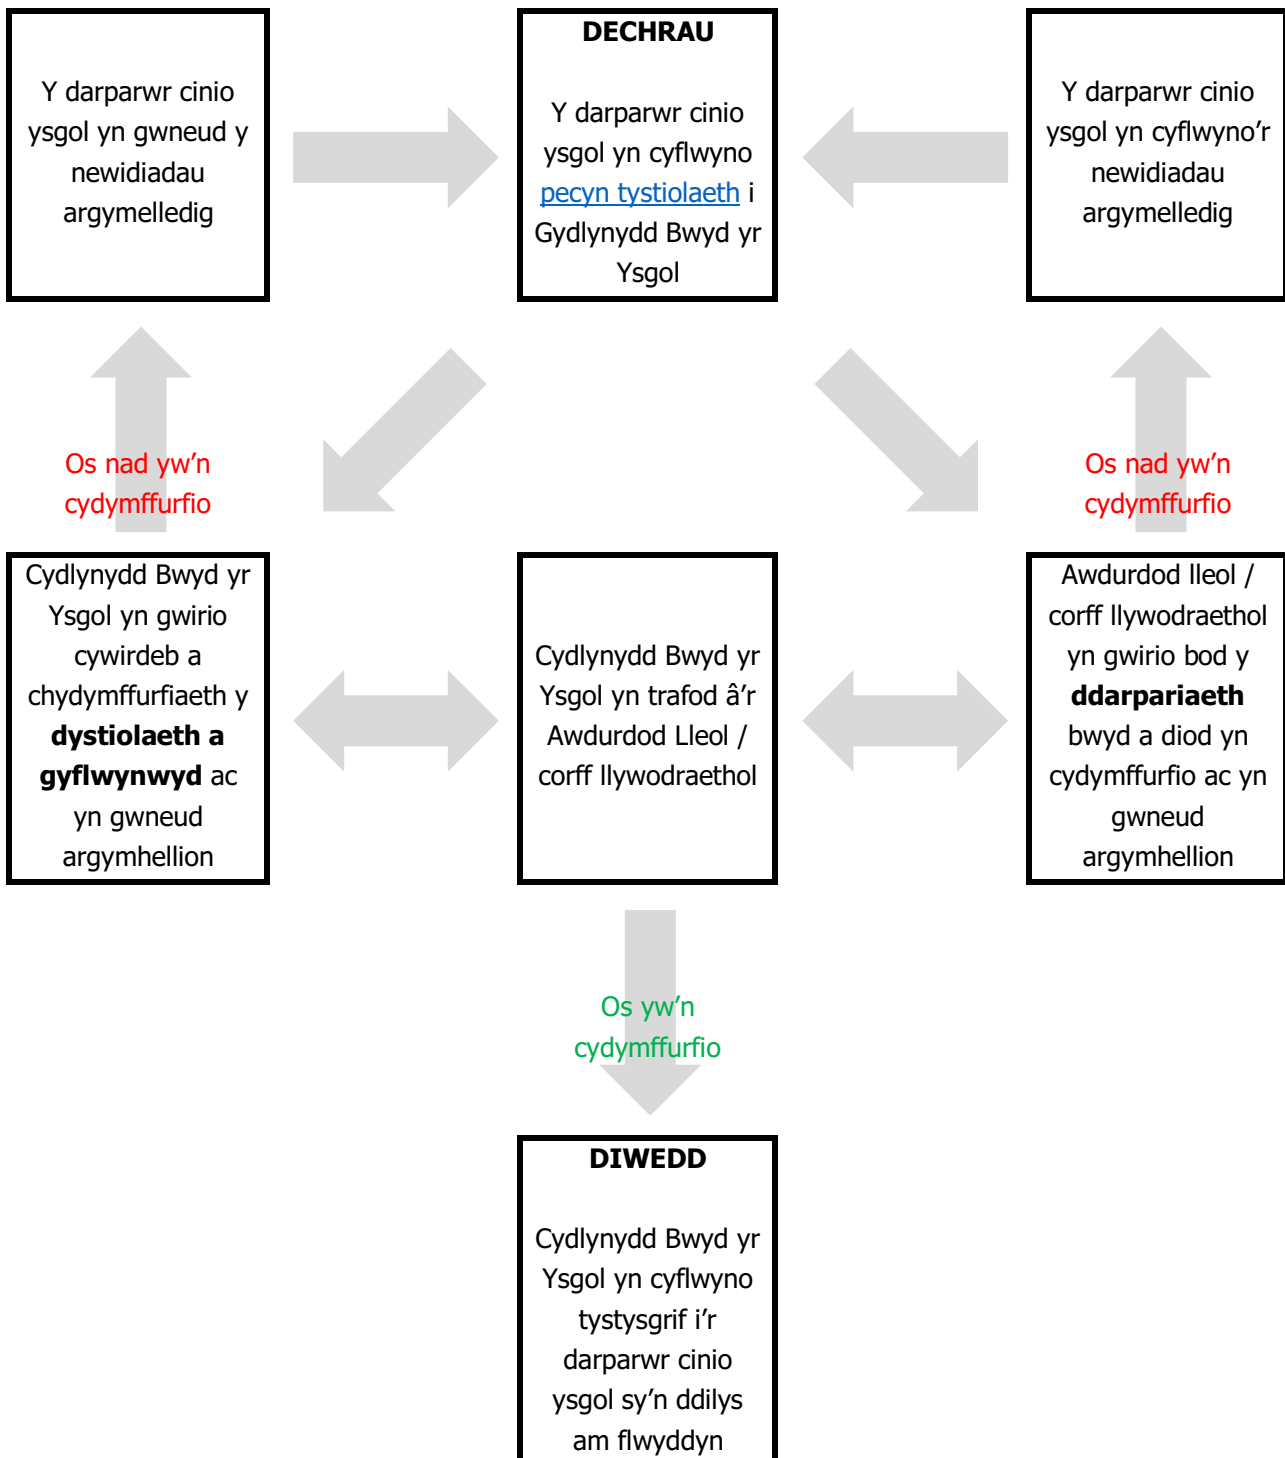 Y darparwr cinio
ysgol yn gwneud y
newidiadau
argymelledig
DECHRAU
Y darparwr cinio
ysgol yn cyflwyno
pecyn tystiolaeth i
Gydlynydd Bwyd yr
Ysgol
Y darparwr cinio
ysgol yn cyflwyno’r
newidiadau
argymelledig
Os nad yw’n
cydymffurfio
Os nad yw’n
cydymffurfio
Cydlynydd Bwyd yr
Ysgol yn gwirio
cywirdeb a
chydymffurfiaeth y
dystiolaeth a
gyflwynwyd ac
yn gwneud
argymhellion
Cydlynydd Bwyd yr
Ysgol yn trafod â’r
Awdurdod Lleol /
corff llywodraethol
Awdurdod lleol /
corff llywodraethol
yn gwirio bod y
ddarpariaeth
bwyd a diod yn
cydymffurfio ac yn
gwneud
argymhellion
Os yw’n
cydymffurfio
DIWEDD
Cydlynydd Bwyd yr
Ysgol yn cyflwyno
tystysgrif i’r
darparwr cinio
ysgol sy’n ddilys
am flwyddyn